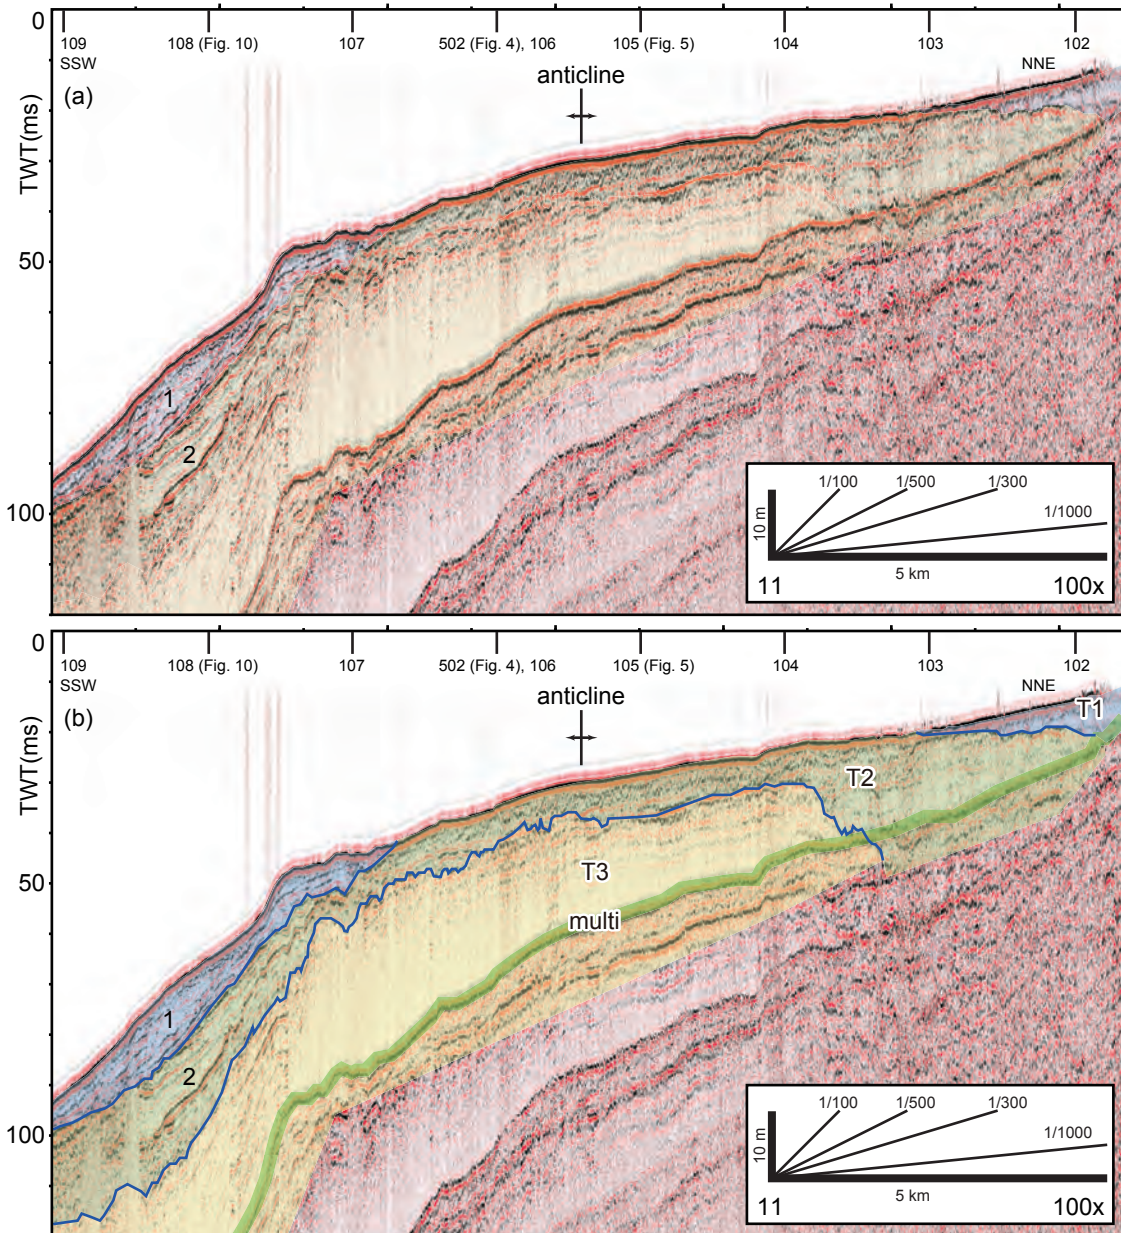 0
109
108 (Fig. 10)
107
502 (Fig. 4), 106
105 (Fig. 5)
104
103
102
SSW
NNE
(a)
anticline
TWT(ms)
50
1
2
100
1/100
1/500
1/300
1/1000
10 m
5 km
11
100x
0
109
108 (Fig. 10)
107
502 (Fig. 4), 106
105 (Fig. 5)
104
103
102
SSW
NNE
(b)
anticline
T1
TWT(ms)
T2
50
T3
multi
1
2
100
1/100
1/500
1/300
1/1000
10 m
5 km
11
100x